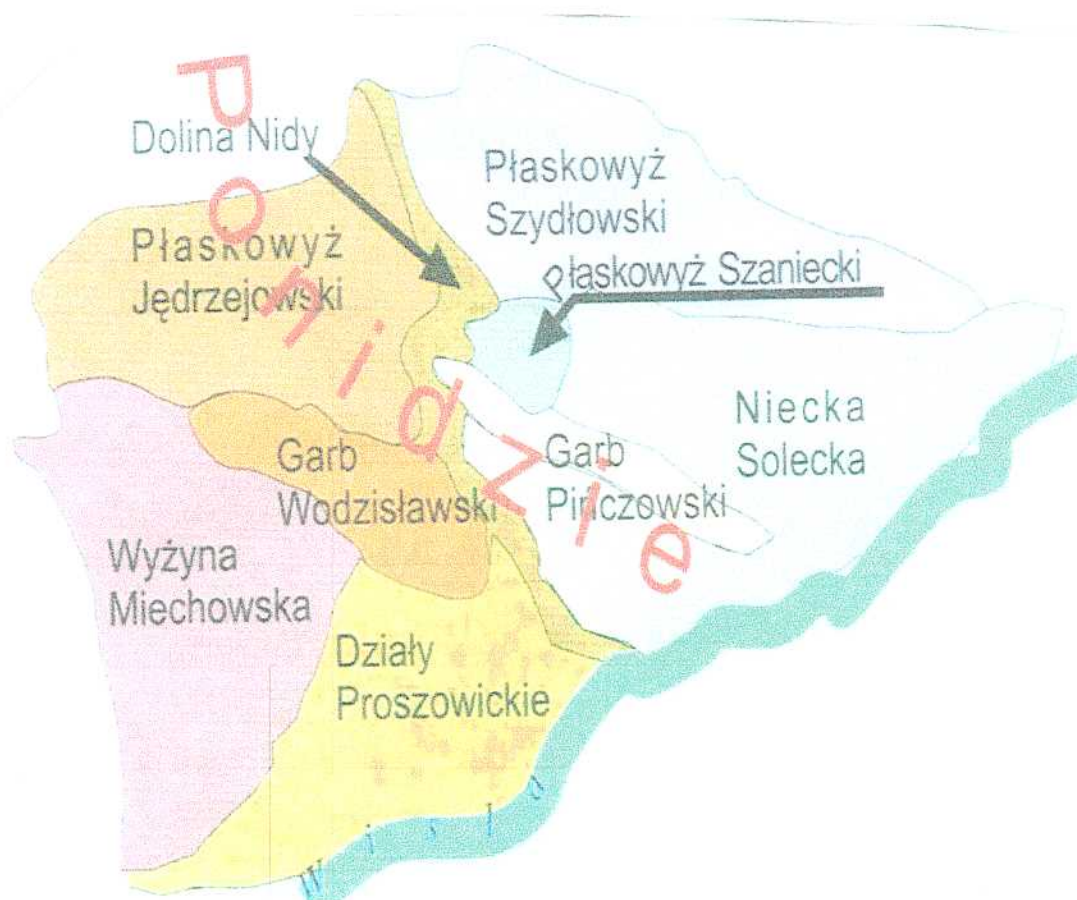 Ponidzie
Dolina Nidy
Płaskowyż
Szydłowski
Płaskowyż
Jędrzejowski
Płaskowyż Szaniecki
Niecka
Solecka
Garb
Wodzisławski
Garb
Pińczowski
Wyżyna
Miechowska
Działy
Proszowickie
Wisła